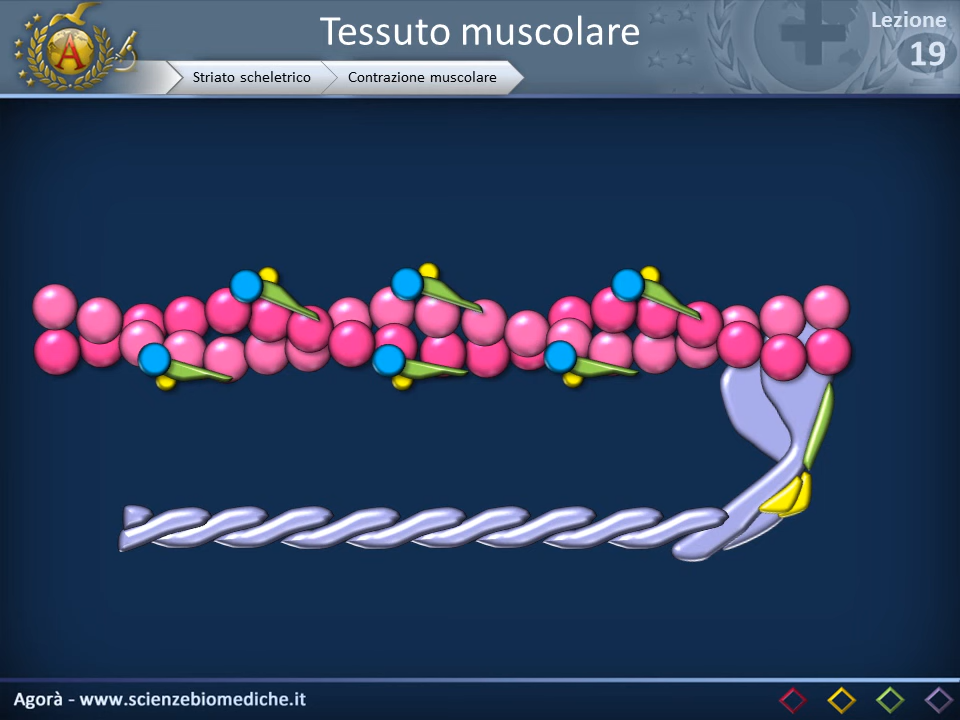 Tessuto muscolare
Lezione
19
A
Striato scheletrico
Contrazione muscolare
Agorà - www.scienzebiomediche.it